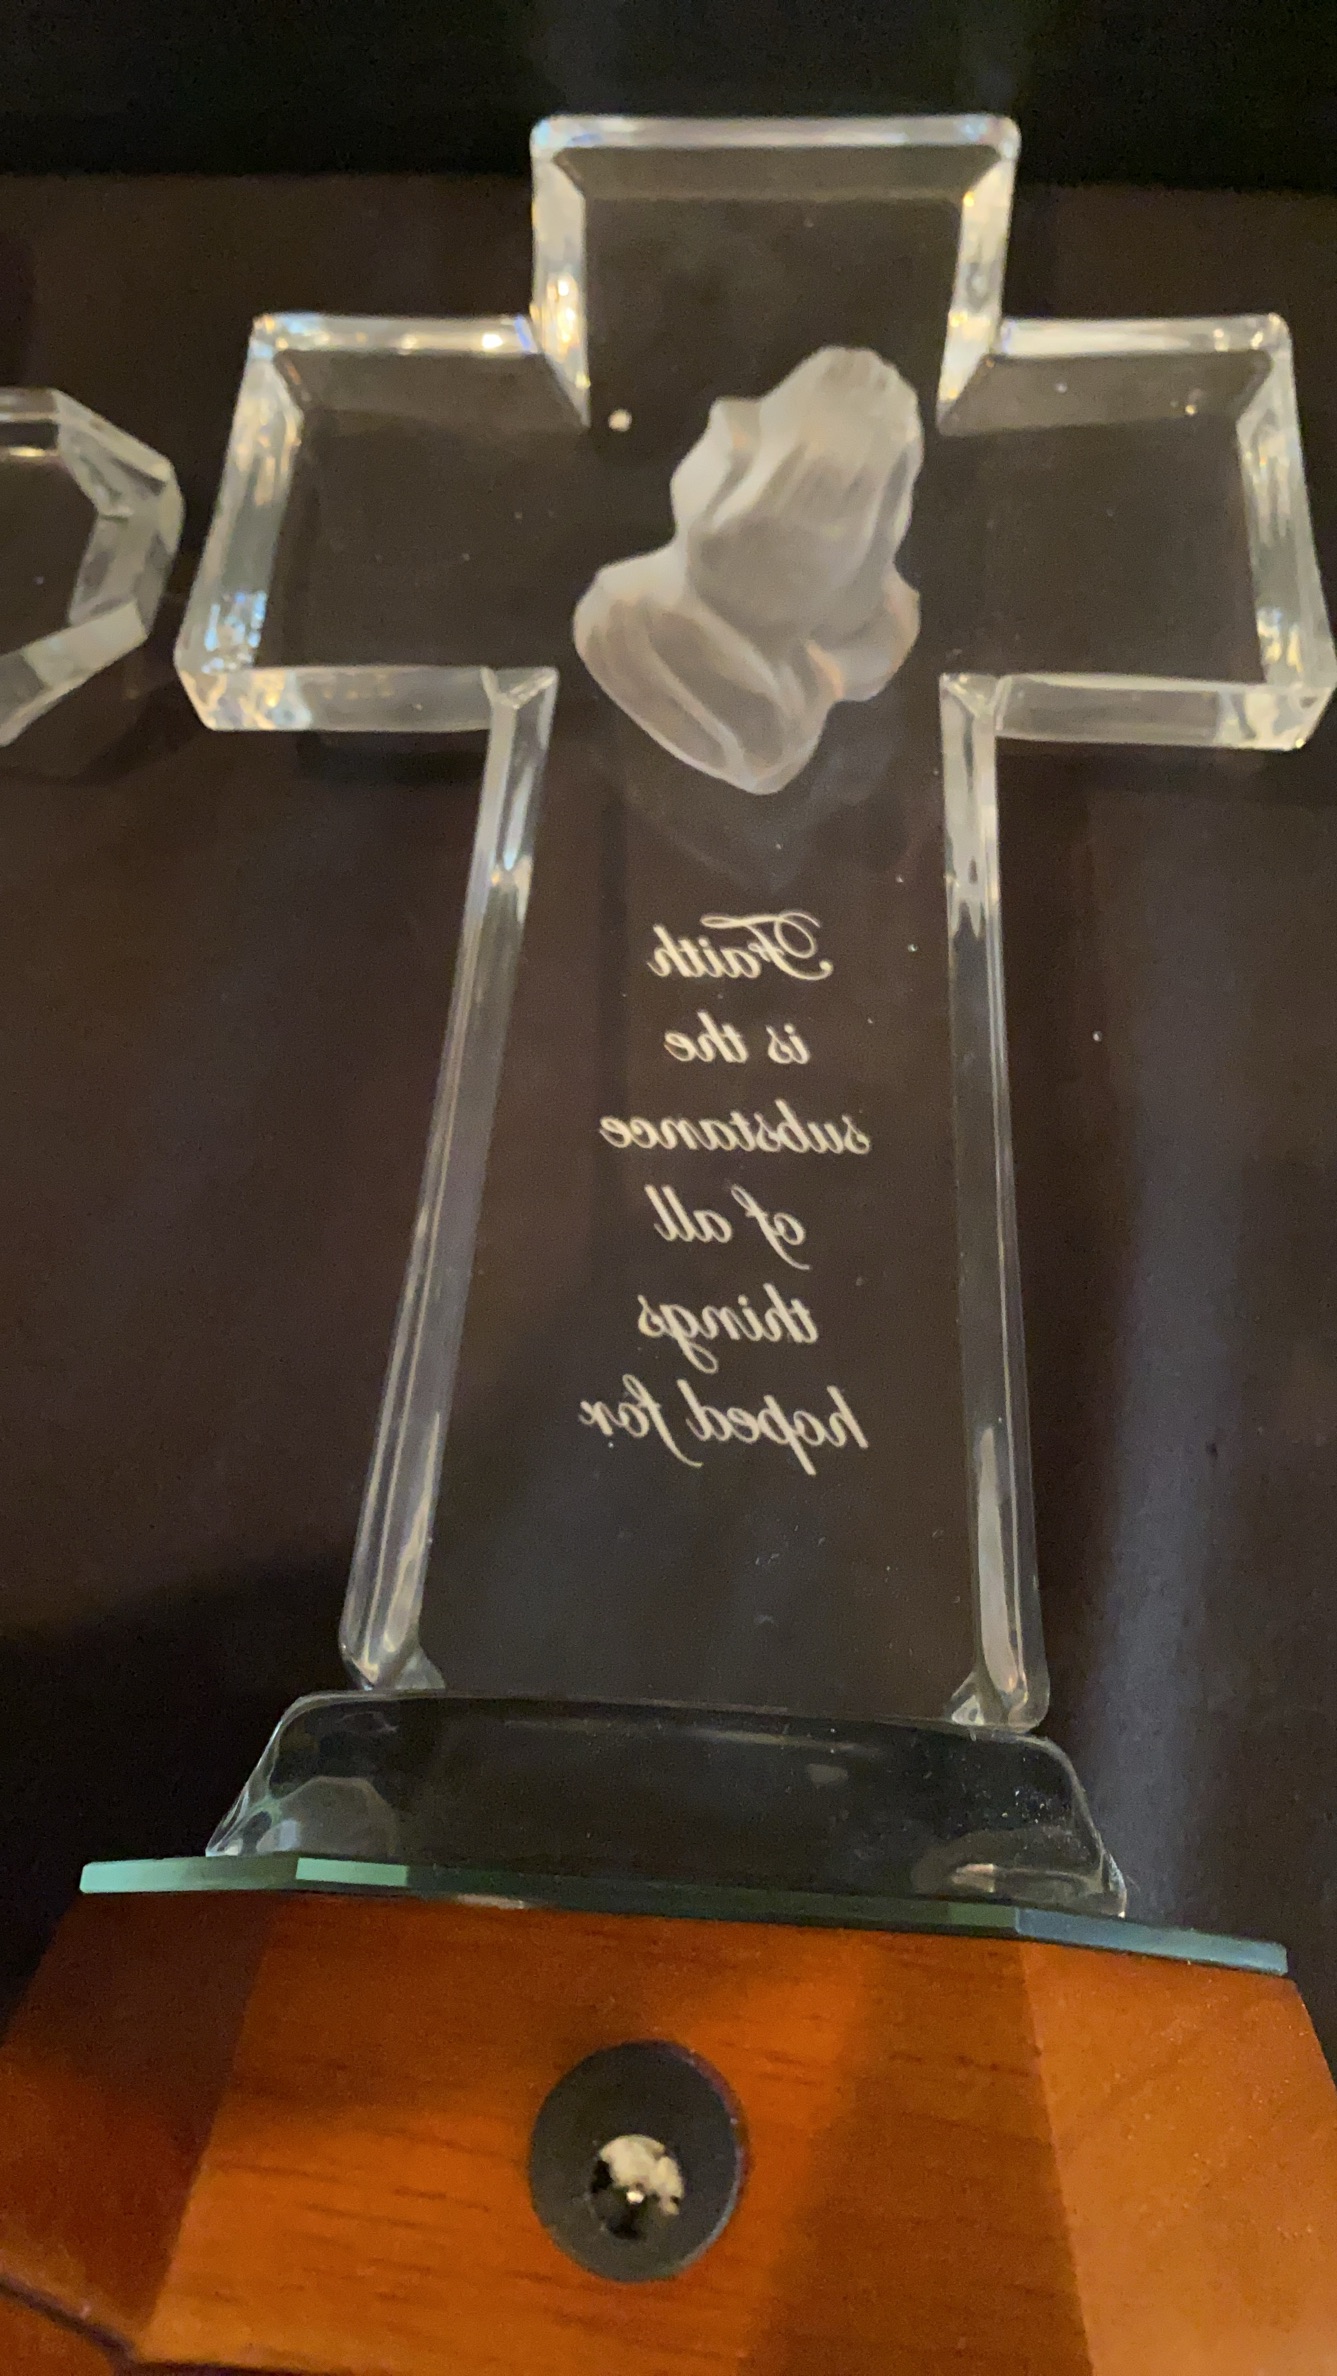 Faith
is the
substance
of all
things
hoped for